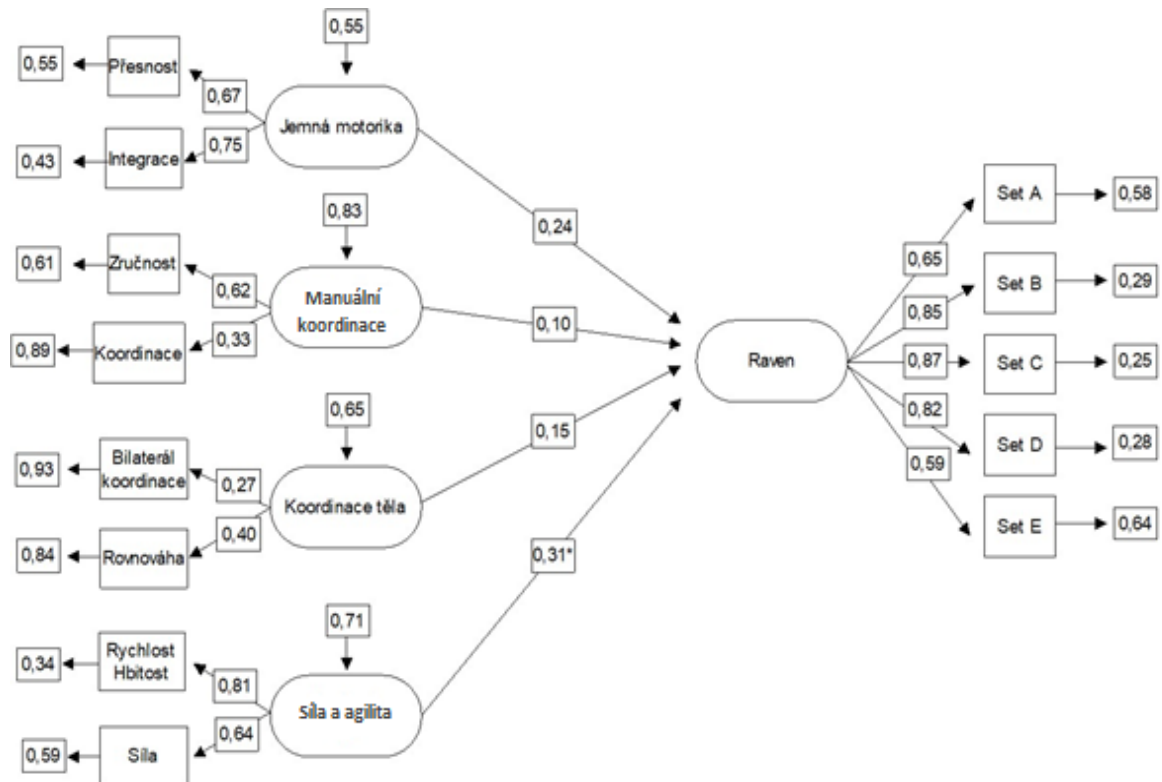 0,55
0,55
Přesnost
0,67
Jemná motorika
0,75
0,43
Integrace
0,83
0,24
0,61
Zručnost
0,62
Manuální
koordinace
0,33
0,10
0,89
Koordinace
0,65
0,15
0,93
Bilaterál
koordinace
0,27
Koordinace těla
0,40
0,84
Rovnováha
0,31*
0,71
0,34
Rychlost
Hbitost
0,81
Síla a agilita
0,64
0,59
Síla
Raven
0,65
Set A
0,58
0,85
Set B
0,29
0,87
Set C
0,25
0,82
Set D
0,28
0,59
Set E
0,64